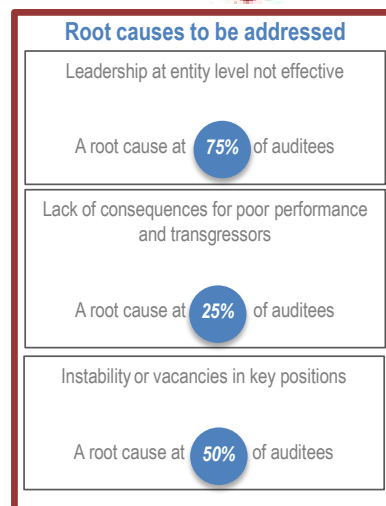 Root causes to be addressed
Leadership at entity level not effective
A root cause at 75% of auditees
Lack of consequences for poor performance
and transgressors
A root cause at 25% of auditees
Instability or vacancies in key positions
A root cause at 50% of auditees